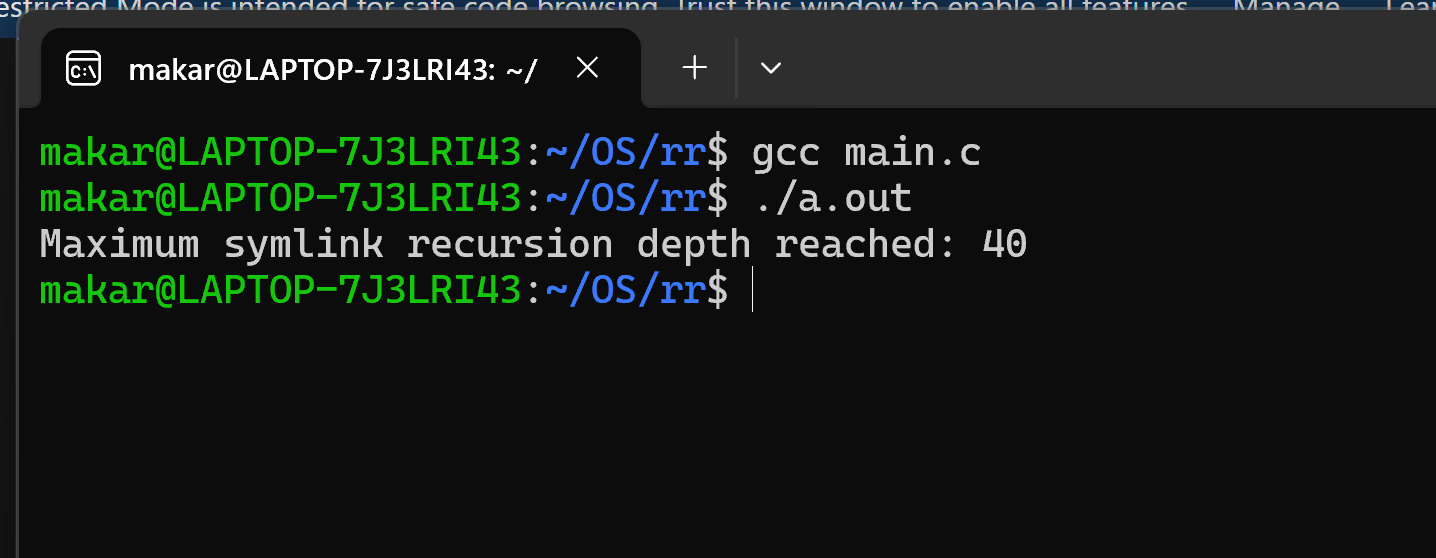 estricted Mode is intended for safe code browsing. Trust this window to enable all features. Manage Lear
makar@LAPTOP-7J3LRI43: ~/
makar@LAPTOP-7J3LRI43:~/OS/rr$ gcc main.c
makar@LAPTOP-7J3LRI43:~/OS/rr$ ./a.out
Maximum symlink recursion depth reached: 40
makar@LAPTOP-7J3LRI43:~/OS/rr$